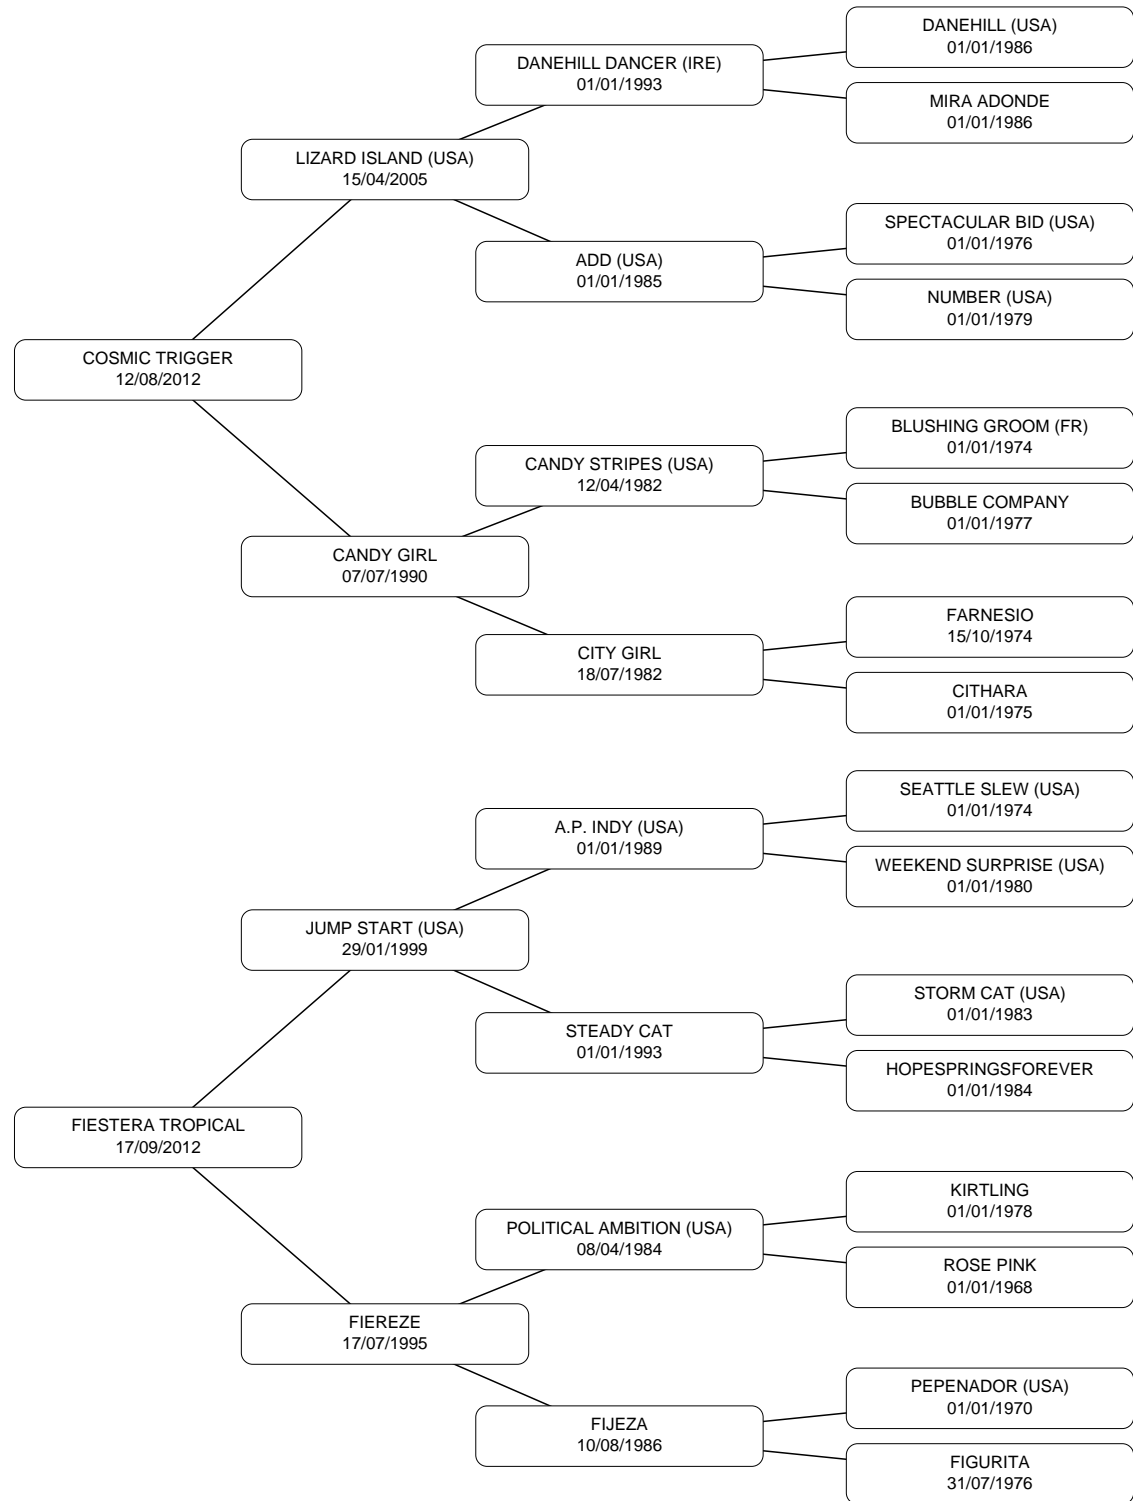 DANEHILL (USA)
01/01/1986
DANEHILL DANCER (IRE)
01/01/1993
MIRA ADONDE
01/01/1986
LIZARD ISLAND (USA)
15/04/2005
SPECTACULAR BID (USA)
01/01/1976
ADD (USA)
01/01/1985
NUMBER (USA)
01/01/1979
COSMIC TRIGGER
12/08/2012
BLUSHING GROOM (FR)
01/01/1974
CANDY STRIPES (USA)
12/04/1982
BUBBLE COMPANY
01/01/1977
CANDY GIRL
07/07/1990
FARNESIO
15/10/1974
CITY GIRL
18/07/1982
CITHARA
01/01/1975
SEATTLE SLEW (USA)
01/01/1974
A.P. INDY (USA)
01/01/1989
WEEKEND SURPRISE (USA)
01/01/1980
JUMP START (USA)
29/01/1999
STORM CAT (USA)
01/01/1983
STEADY CAT
01/01/1993
HOPESPRINGSFOREVER
01/01/1984
FIESTERA TROPICAL
17/09/2012
KIRTLING
01/01/1978
POLITICAL AMBITION (USA)
08/04/1984
ROSE PINK
01/01/1968
FIEREZE
17/07/1995
PEPENADOR (USA)
01/01/1970
FIJEZA
10/08/1986
FIGURITA
31/07/1976